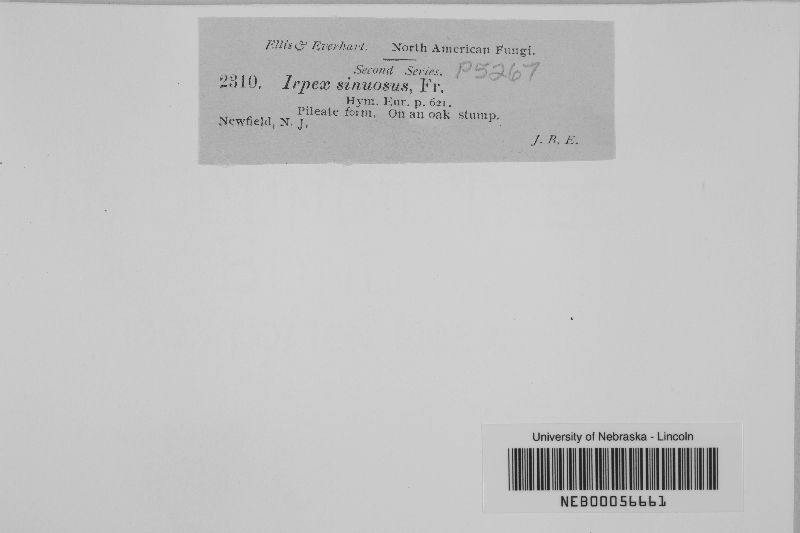 Ellis & Everhart. North American Fungi.
Second Series. P5267
2310. Irpex sinuosus, Fr.
Hym. Eur. p. 621.
Pileate form. On an oak stump.
Newfield, N. J.
J. B. E.
University of Nebraska - Lincoln
NEB00056661